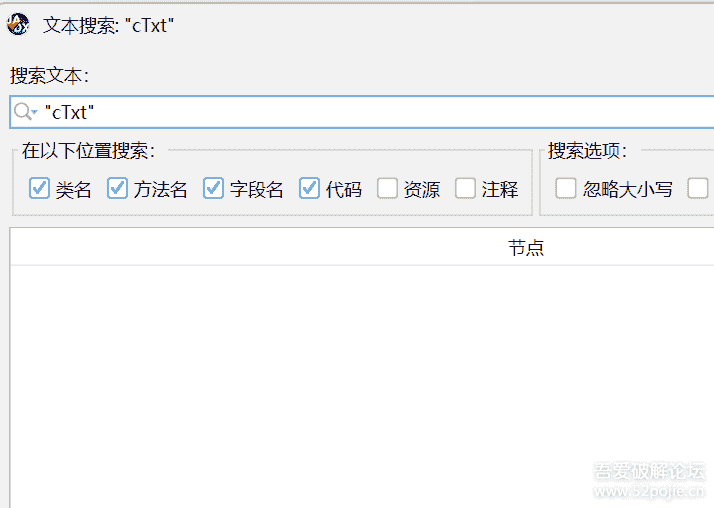 文本搜索: "cTxt"
搜索文本:
"cTxt"
在以下位置搜索: 搜索选项:
类名 方法名 字段名 代码 资源 注释 忽略大小写
节点
吾爱破解论坛
www.52pojie.cn